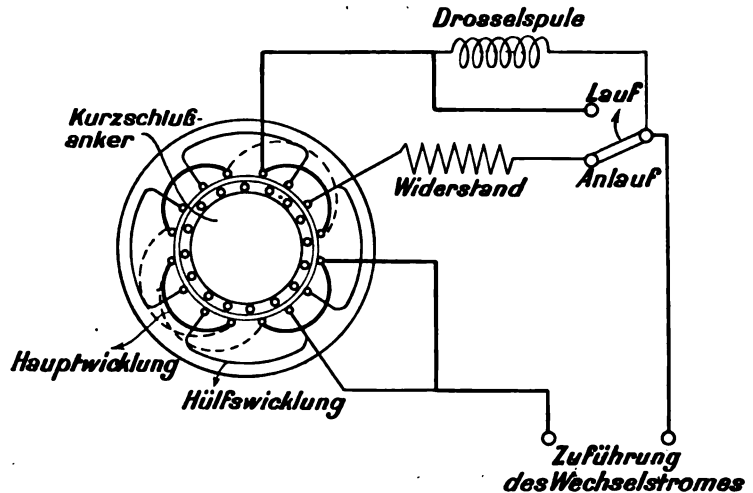 Drosselspule
Lauf
Kurzschluß-
anker
Widerstand
Anlauf
Hauptwicklung
Hülfswicklung
Zuführung
des Wechselstromes